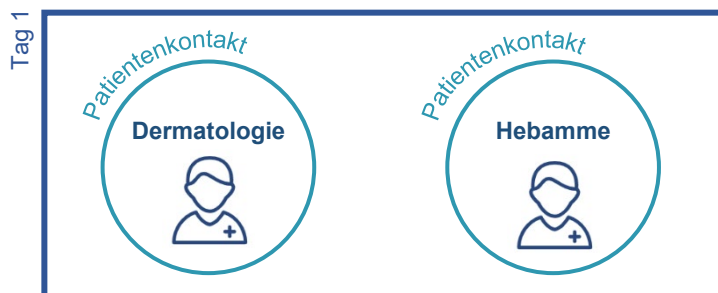 Tag 1
Patientenkontakt
Dermatologie
Patientenkontakt
Hebamme